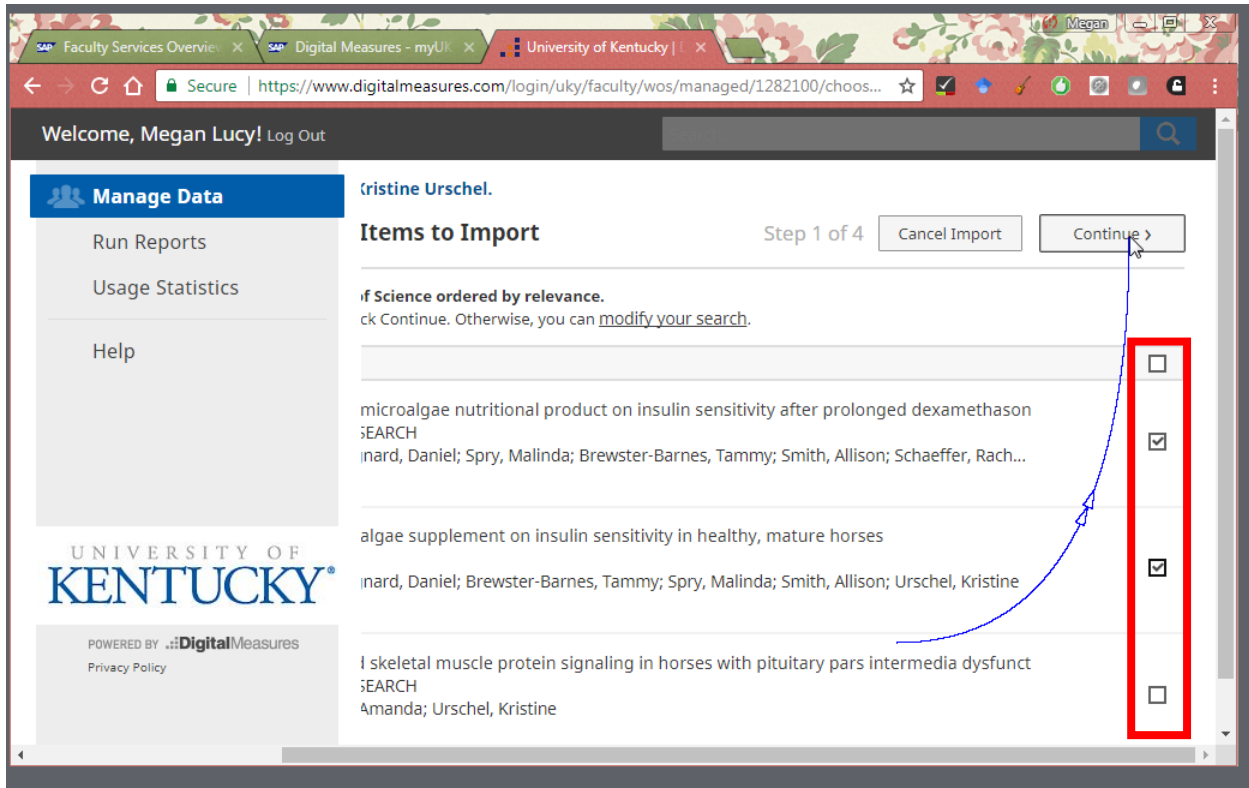 Megan
SAP Faculty Services Overview
SAP Digital Measures - myUK
University of Kentucky |
Secure | https://www.digitalmeasures.com/login/uky/faculty/wos/managed/1282100/choos...
Welcome, Megan Lucy! Log Out
Manage Data
Run Reports
Usage Statistics
Help
UNIVERSITY OF
KENTUCKY®
POWERED BY .::DigitalMeasures
Privacy Policy
Kristine Urschel.
Items to Import
Step 1 of 4
Cancel Import
Continue ›
of Science ordered by relevance.
ck Continue. Otherwise, you can modify your search.
microalgae nutritional product on insulin sensitivity after prolonged dexamethason
SEARCH
gnard, Daniel; Spry, Malinda; Brewster-Barnes, Tammy; Smith, Allison; Schaeffer, Rach...
algae supplement on insulin sensitivity in healthy, mature horses
gnard, Daniel; Brewster-Barnes, Tammy; Spry, Malinda; Smith, Allison; Urschel, Kristine
d skeletal muscle protein signaling in horses with pituitary pars intermedia dysfunct
SEARCH
Amanda; Urschel, Kristine